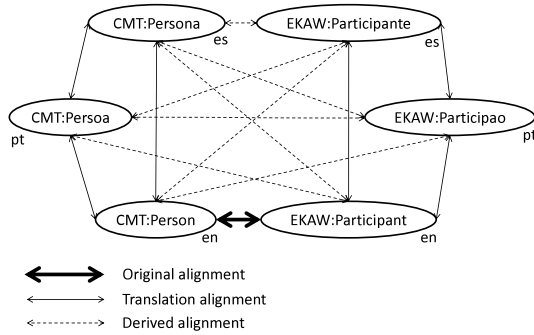 CMT:Persona
EKAW:Participante
es
es
CMT:Persoa
EKAW:Participao
pt
pt
CMT:Person
EKAW:Participant
en
en
Original alignment
Translation alignment
Derived alignment